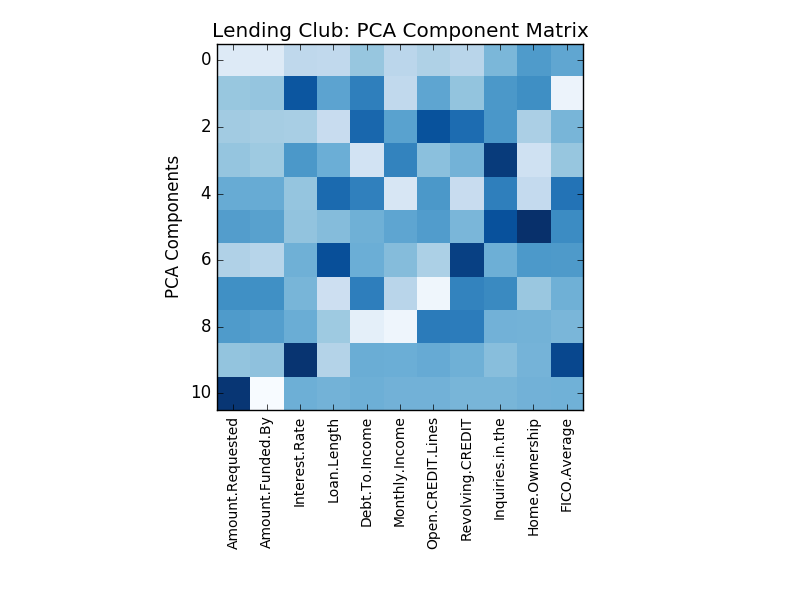 Lending Club: PCA Component Matrix
PCA Components
0
2
4
6
8
10
Amount.Requested
Amount.Funded.By
Interest.Rate
Loan.Length
Debt.To.Income
Monthly.Income
Open.CREDIT.Lines
Revolving.CREDIT
Inquiries.in.the
Home.Ownership
FICO.Average